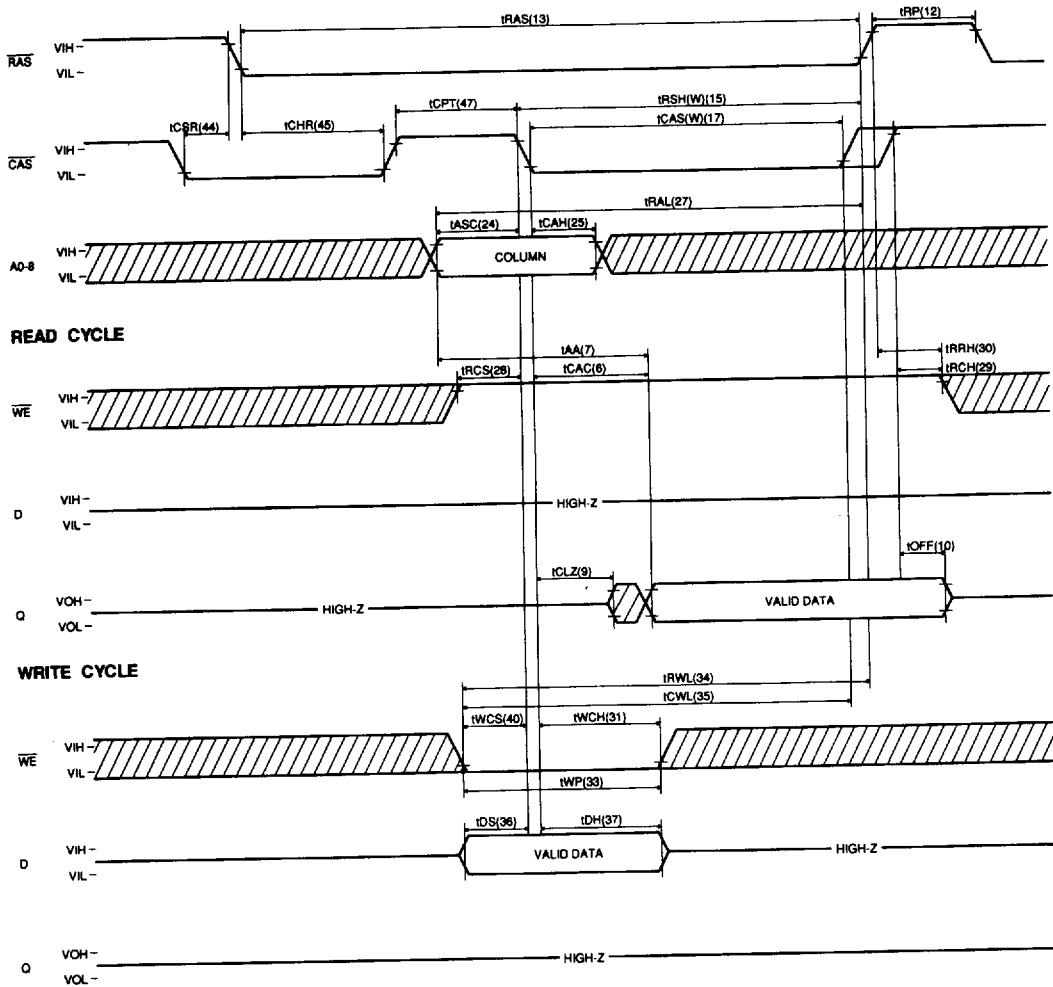 tRAS(13) tRP(12)
RAS VIH
VIL
tCPT(47) tRSH(W)(15)
tCSR(44) tCHR(45) tCAS(W)(17)
CAS VIH
VIL
tRAL(27)
tASC(24) tCAH(25)
A0-8 VIH
VIL
COLUMN
READ CYCLE
tAA(7) tRRH(30)
tRCS(28) tCAC(6) tRCH(29)
WE VIH
VIL
D VIH
VIL
HIGH-Z
tOFF(10)
tCLZ(9)
Q VOH
VOL
HIGH-Z VALID DATA
WRITE CYCLE
tRWL(34)
tCWL(35)
tWCS(40) tWCH(31)
WE VIH
VIL
tWP(33)
tDS(36) tDH(37)
D VIH
VIL
VALID DATA HIGH-Z
Q VOH
VOL
HIGH-Z